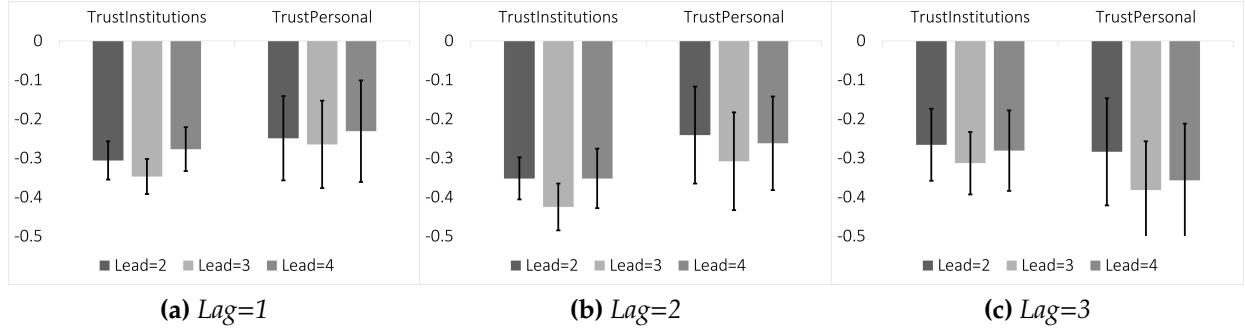 TrustInstitutions TrustPersonal
0
-0.1
-0.2
-0.3
-0.4
-0.5
Lead=2 Lead=3 Lead=4
(a) Lag=1
TrustInstitutions TrustPersonal
0
-0.1
-0.2
-0.3
-0.4
-0.5
Lead=2 Lead=3 Lead=4
(b) Lag=2
TrustInstitutions TrustPersonal
0
-0.1
-0.2
-0.3
-0.4
-0.5
Lead=2 Lead=3 Lead=4
(c) Lag=3